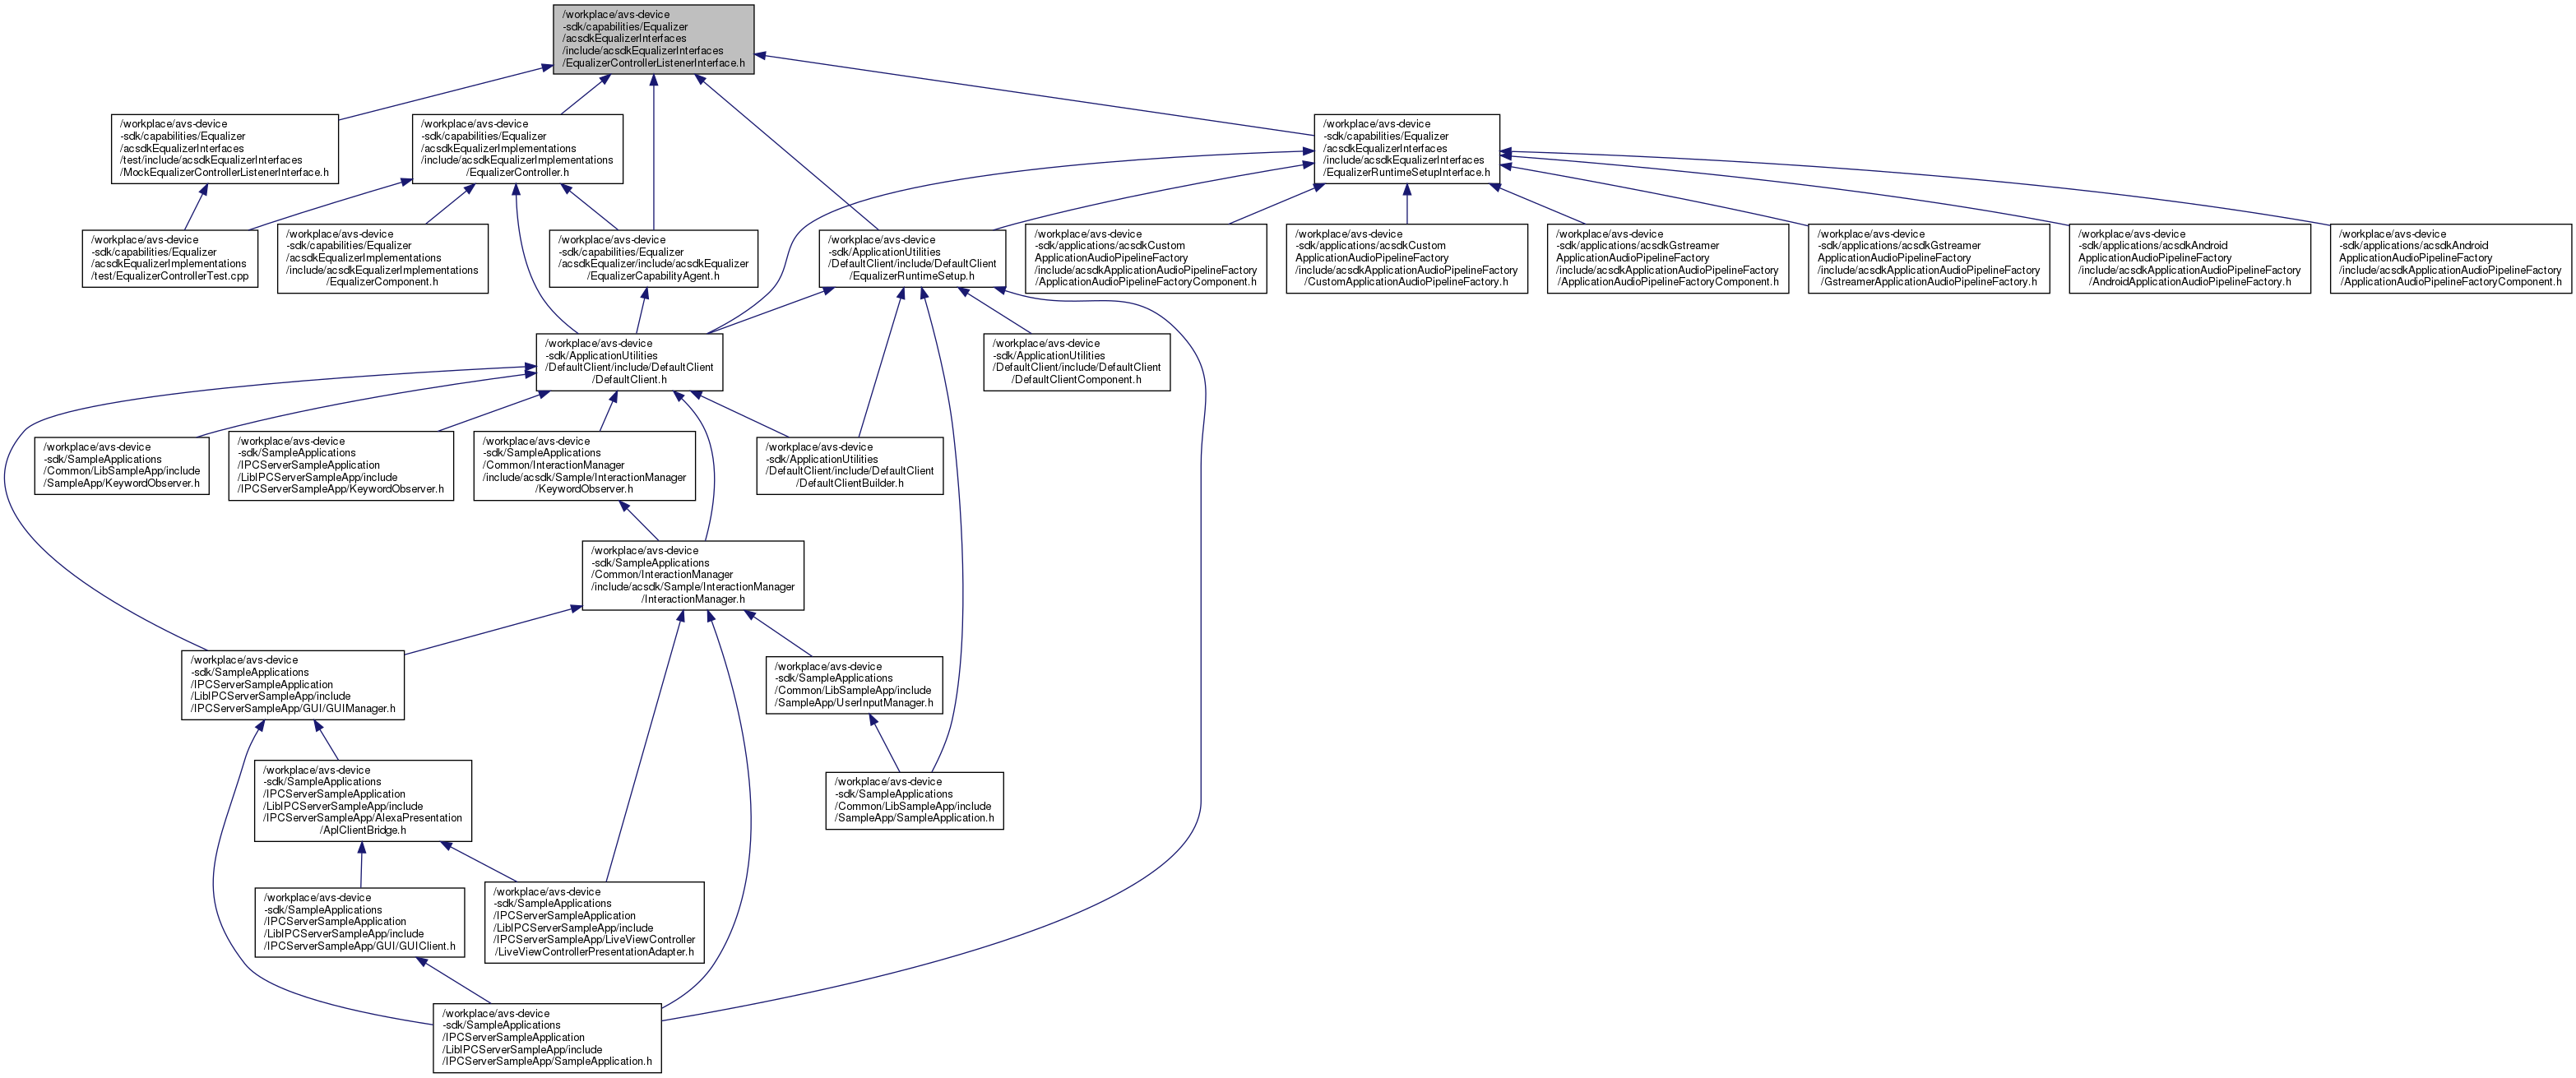 /workplace/avs-device
-sdk/capabilities/Equalizer
/acsdkEqualizerInterfaces
/include/acsdkEqualizerInterfaces
/EqualizerControllerListenerInterface.h
/workplace/avs-device
-sdk/capabilities/Equalizer
/acsdkEqualizerInterfaces
/test/include/acsdkEqualizerInterfaces
/MockEqualizerControllerListenerInterface.h
/workplace/avs-device
-sdk/capabilities/Equalizer
/acsdkEqualizerImplementations
/include/acsdkEqualizerImplementations
/EqualizerController.h
/workplace/avs-device
-sdk/capabilities/Equalizer
/acsdkEqualizerInterfaces
/include/acsdkEqualizerInterfaces
/EqualizerRuntimeSetupInterface.h
/workplace/avs-device
-sdk/capabilities/Equalizer
/acsdkEqualizerImplementations
/test/EqualizerControllerTest.cpp
/workplace/avs-device
-sdk/capabilities/Equalizer
/acsdkEqualizerImplementations
/include/acsdkEqualizerImplementations
/EqualizerComponent.h
/workplace/avs-device
-sdk/capabilities/Equalizer
/acsdkEqualizer/include/acsdkEqualizer
/EqualizerCapabilityAgent.h
/workplace/avs-device
-sdk/ApplicationUtilities
/DefaultClient/include/DefaultClient
/EqualizerRuntimeSetup.h
/workplace/avs-device
-sdk/applications/acsdkCustom
ApplicationAudioPipelineFactory
/include/acsdkApplicationAudioPipelineFactory
/ApplicationAudioPipelineFactoryComponent.h
/workplace/avs-device
-sdk/applications/acsdkCustom
ApplicationAudioPipelineFactory
/include/acsdkApplicationAudioPipelineFactory
/CustomApplicationAudioPipelineFactory.h
/workplace/avs-device
-sdk/applications/acsdkGstreamer
ApplicationAudioPipelineFactory
/include/acsdkApplicationAudioPipelineFactory
/ApplicationAudioPipelineFactoryComponent.h
/workplace/avs-device
-sdk/applications/acsdkGstreamer
ApplicationAudioPipelineFactory
/include/acsdkApplicationAudioPipelineFactory
/GstreamerApplicationAudioPipelineFactory.h
/workplace/avs-device
-sdk/applications/acsdkAndroid
ApplicationAudioPipelineFactory
/include/acsdkApplicationAudioPipelineFactory
/AndroidApplicationAudioPipelineFactory.h
/workplace/avs-device
-sdk/applications/acsdkAndroid
ApplicationAudioPipelineFactory
/include/acsdkApplicationAudioPipelineFactory
/ApplicationAudioPipelineFactoryComponent.h
/workplace/avs-device
-sdk/ApplicationUtilities
/DefaultClient/include/DefaultClient
/DefaultClient.h
/workplace/avs-device
-sdk/ApplicationUtilities
/DefaultClient/include/DefaultClient
/DefaultClientComponent.h
/workplace/avs-device
-sdk/SampleApplications
/Common/LibSampleApp/include
/SampleApp/KeywordObserver.h
/workplace/avs-device
-sdk/SampleApplications
/IPCServerSampleApplication
/LibIPCServerSampleApp/include
/IPCServerSampleApp/KeywordObserver.h
/workplace/avs-device
-sdk/SampleApplications
/Common/InteractionManager
/include/acsdk/Sample/InteractionManager
/KeywordObserver.h
/workplace/avs-device
-sdk/ApplicationUtilities
/DefaultClient/include/DefaultClient
/DefaultClientBuilder.h
/workplace/avs-device
-sdk/SampleApplications
/Common/InteractionManager
/include/acsdk/Sample/InteractionManager
/InteractionManager.h
/workplace/avs-device
-sdk/SampleApplications
/IPCServerSampleApplication
/LibIPCServerSampleApp/include
/IPCServerSampleApp/GUI/GUIManager.h
/workplace/avs-device
-sdk/SampleApplications
/Common/LibSampleApp/include
/SampleApp/UserInputManager.h
/workplace/avs-device
-sdk/SampleApplications
/IPCServerSampleApplication
/LibIPCServerSampleApp/include
/IPCServerSampleApp/AlexaPresentation
/AplClientBridge.h
/workplace/avs-device
-sdk/SampleApplications
/Common/LibSampleApp/include
/SampleApp/SampleApplication.h
/workplace/avs-device
-sdk/SampleApplications
/IPCServerSampleApplication
/LibIPCServerSampleApp/include
/IPCServerSampleApp/GUI/GUIClient.h
/workplace/avs-device
-sdk/SampleApplications
/IPCServerSampleApplication
/LibIPCServerSampleApp/include
/IPCServerSampleApp/LiveViewController
/LiveViewControllerPresentationAdapter.h
/workplace/avs-device
-sdk/SampleApplications
/IPCServerSampleApplication
/LibIPCServerSampleApp/include
/IPCServerSampleApp/SampleApplication.h